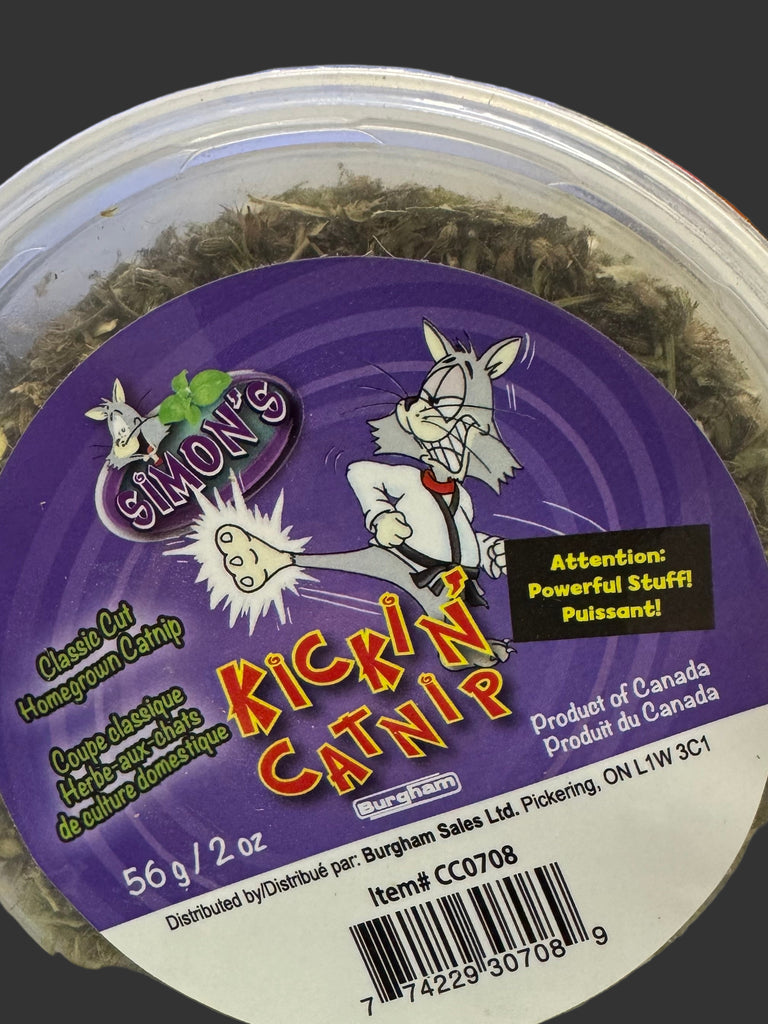 SIMON'S
Attention:
Powerful Stuff!
Puissant!
Classic Cut
Homegrown Catnip
Coupe classique
Herbe-aux-chats
de culture domestique
KICKIN'
CATNIP
Product of Canada
Produit du Canada
Burgham
56 g / 2 oz
Distributed by/Distribué par: Burgham Sales Ltd. Pickering, ON L1W 3C1
Item# CC0708
7 74229 30708 9